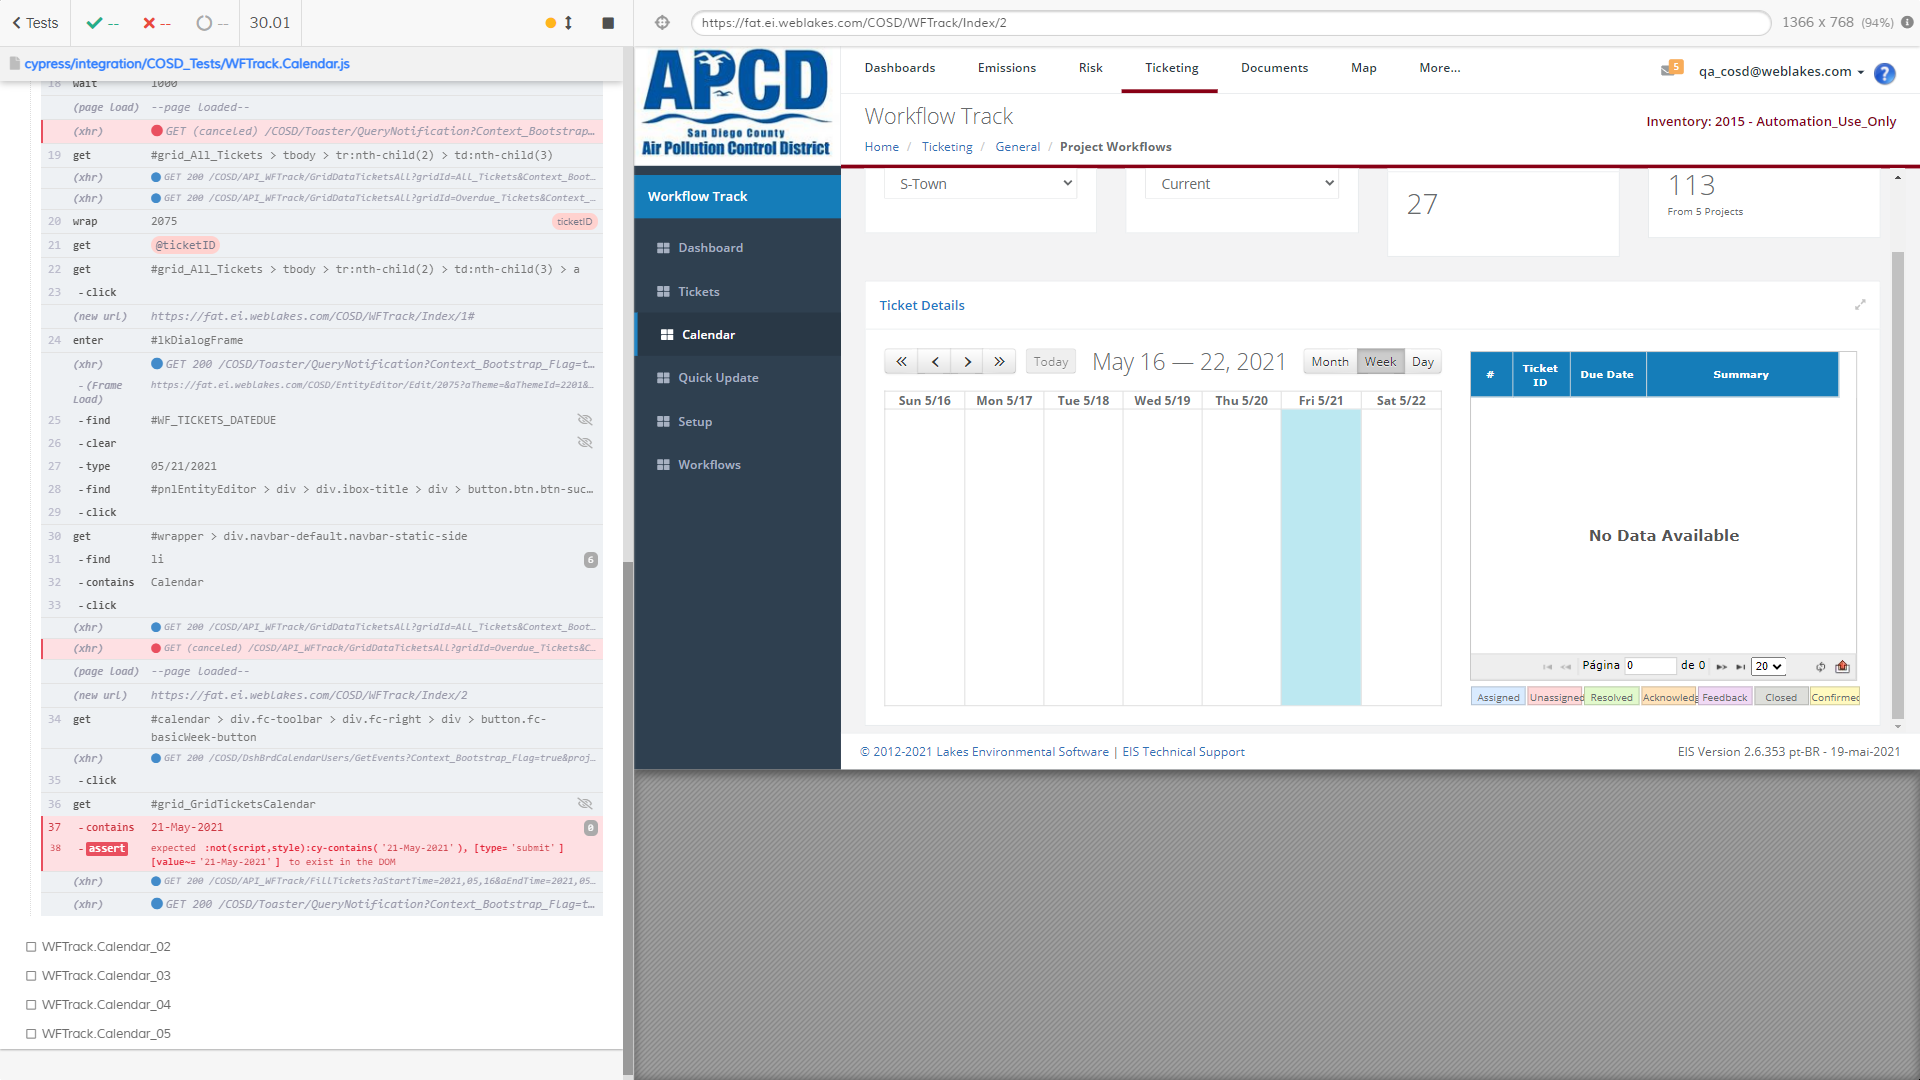 Tests
--
--
--
30.01
cypress/integration/COSD_Tests/WFTrack.Calendar.js
18 wait 1000
(page load) --page loaded--
(xhr) GET (canceled) /COSD/Toaster/QueryNotification?Context_Bootstrap…
19 get #grid_All_Tickets > tbody > tr:nth-child(2) > td:nth-child(3)
(xhr) GET 200 /COSD/API_WFTrack/GridDataTicketsAll?gridId=All_Tickets&Context_Boot…
(xhr) GET 200 /COSD/API_WFTrack/GridDataTicketsAll?gridId=Overdue_Tickets&Context_…
20 wrap 2075 ticketID
21 get @ticketID
22 get #grid_All_Tickets > tbody > tr:nth-child(2) > td:nth-child(3) > a
23 -click
(new url) https://fat.ei.weblakes.com/COSD/WFTrack/Index/1#
24 enter #lkDialogFrame
(xhr) GET 200 /COSD/Toaster/QueryNotification?Context_Bootstrap_Flag=t…
-(Frame Load) https://fat.ei.weblakes.com/COSD/EntityEditor/Edit/2075?aTheme=&aThemeId=2201&…
25 -find #WF_TICKETS_DATEDUE
26 -clear
27 -type 05/21/2021
28 -find #pnlEntityEditor > div > div.ibox-title > div > button.btn.btn-suc…
29 -click
30 get #wrapper > div.navbar-default.navbar-static-side
31 -find li 6
32 -contains Calendar
33 -click
(xhr) GET 200 /COSD/API_WFTrack/GridDataTicketsAll?gridId=All_Tickets&Context_Boot…
(xhr) GET (canceled) /COSD/API_WFTrack/GridDataTicketsAll?gridId=Overdue_Tickets&C…
(page load) --page loaded--
(new url) https://fat.ei.weblakes.com/COSD/WFTrack/Index/2
34 get #calendar > div.fc-toolbar > div.fc-right > div > button.fc-
basicWeek-button
(xhr) GET 200 /COSD/DshBrdCalendarUsers/GetEvents?Context_Bootstrap_Flag=true&proj…
35 -click
36 get #grid_GridTicketsCalendar
37 -contains 21-May-2021 0
38 -assert expected :not(script,style):cy-contains('21-May-2021'), [type='submit']
[value~='21-May-2021'] to exist in the DOM
(xhr) GET 200 /COSD/API_WFTrack/FillTickets?aStartTime=2021,05,16&aEndTime=2021,05…
(xhr) GET 200 /COSD/Toaster/QueryNotification?Context_Bootstrap_Flag=t…
WFTrack.Calendar_02
WFTrack.Calendar_03
WFTrack.Calendar_04
WFTrack.Calendar_05
https://fat.ei.weblakes.com/COSD/WFTrack/Index/2
1366 x 768 (94%)
APCD
San Diego County
Air Pollution Control District
Dashboards Emissions Risk Ticketing Documents Map More...
5
qa_cosd@weblakes.com
?
Workflow Track
Inventory: 2015 - Automation_Use_Only
Home / Ticketing / General / Project Workflows
Workflow Track
Dashboard
Tickets
Calendar
Quick Update
Setup
Workflows
S-Town
Current
27
113
From 5 Projects
Ticket Details
Today
May 16 — 22, 2021
Month Week Day
Sun 5/16 Mon 5/17 Tue 5/18 Wed 5/19 Thu 5/20 Fri 5/21 Sat 5/22
# Ticket ID Due Date Summary
No Data Available
Página 0 de 0 20
Assigned Unassigned Resolved Acknowledg Feedback Closed Confirmed
© 2012-2021 Lakes Environmental Software | EIS Technical Support
EIS Version 2.6.353 pt-BR - 19-mai-2021